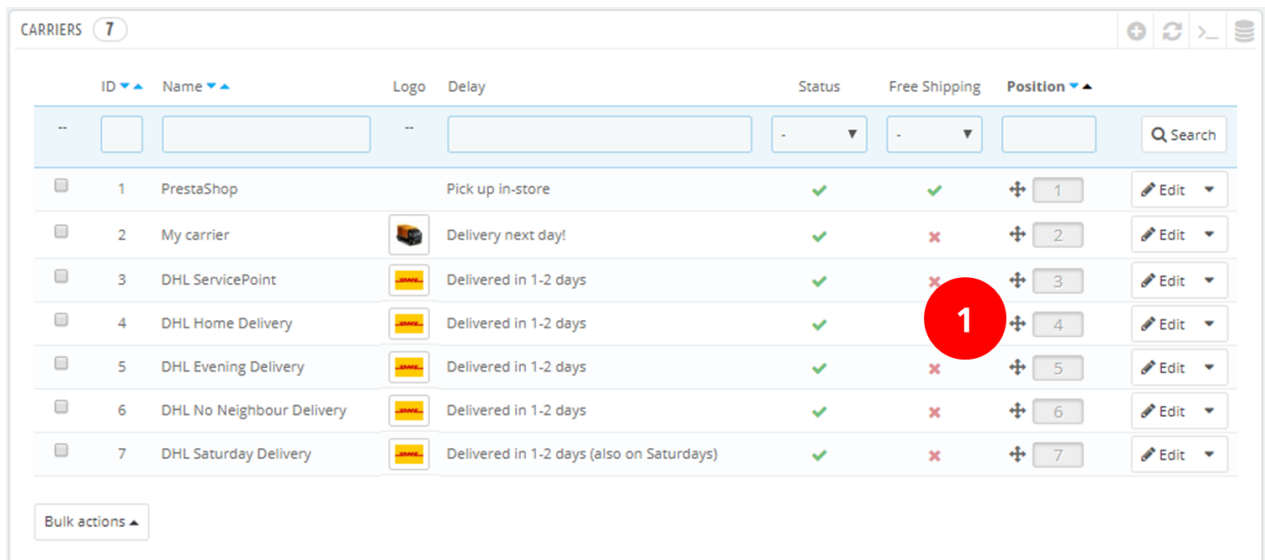 CARRIERS 7
ID Name Logo Delay Status Free Shipping Position
-- -- - - Search
1 PrestaShop Pick up in-store 1 Edit
2 My carrier Delivery next day! 2 Edit
3 DHL ServicePoint Delivered in 1-2 days 3 Edit
4 DHL Home Delivery Delivered in 1-2 days 1 4 Edit
5 DHL Evening Delivery Delivered in 1-2 days 5 Edit
6 DHL No Neighbour Delivery Delivered in 1-2 days 6 Edit
7 DHL Saturday Delivery Delivered in 1-2 days (also on Saturdays) 7 Edit
Bulk actions